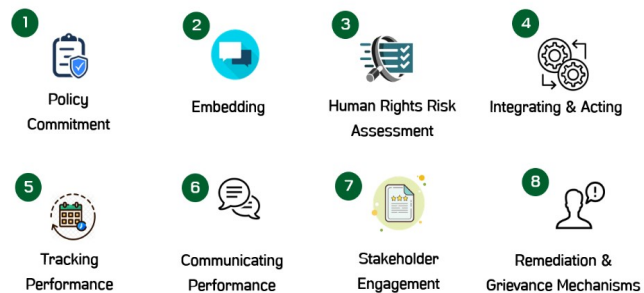 1
Policy
Commitment
2
Embedding
3
Human Rights Risk
Assessment
4
Integrating & Acting
5
Tracking
Performance
6
Communicating
Performance
7
Stakeholder
Engagement
8
Remediation &
Grievance Mechanisms